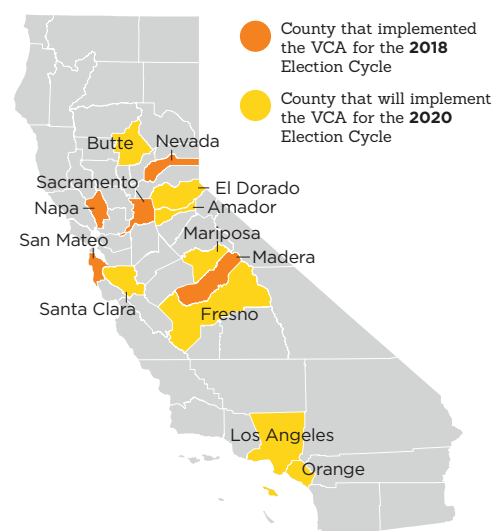 County that implemented
the VCA for the 2018
Election Cycle
County that will implement
the VCA for the 2020
Election Cycle
Butte
Nevada
Sacramento
El Dorado
Napa
Amador
San Mateo
Mariposa
Madera
Santa Clara
Fresno
Los Angeles
Orange